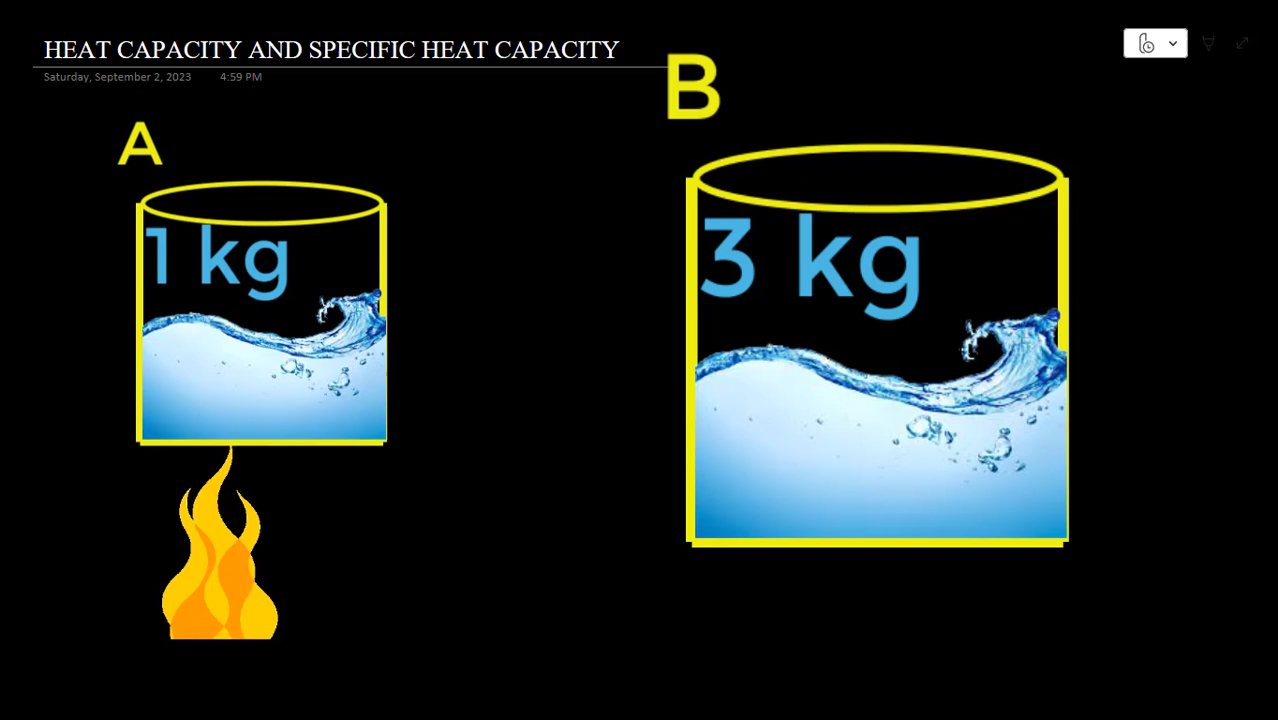 HEAT CAPACITY AND SPECIFIC HEAT CAPACITY
Saturday, September 2, 2023 4:59 PM
A
1 kg
B
3 kg